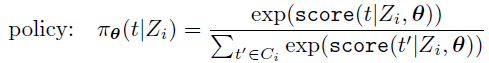 policy: π_θ(t|Z_i) = exp(score(t|Z_i, θ)) / ∑_{t'∈C_i} exp(score(t'|Z_i, θ))